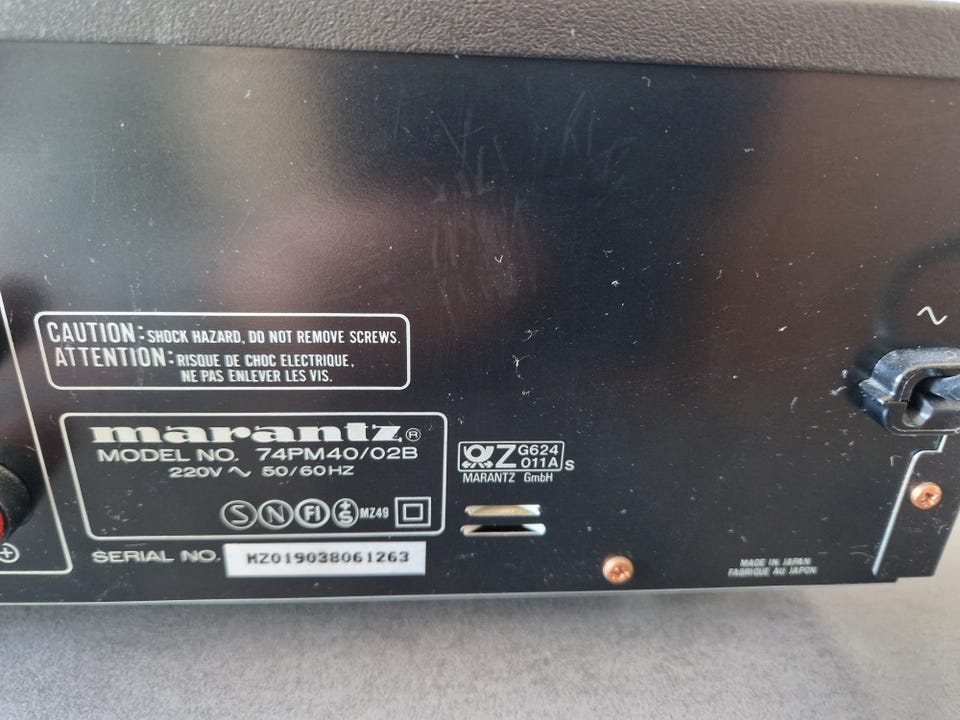 CAUTION: SHOCK HAZARD, DO NOT REMOVE SCREWS.
ATTENTION: RISQUE DE CHOC ELECTRIQUE,
NE PAS ENLEVER LES VIS.
marantz®
MODEL NO. 74PM40/02B
220V ~ 50/60HZ
S N FI +S MZ49
SERIAL NO. MZ019038061263
Z G624
011A S
MARANTZ GmbH
MADE IN JAPAN
FABRIQUE AU JAPON
~
+